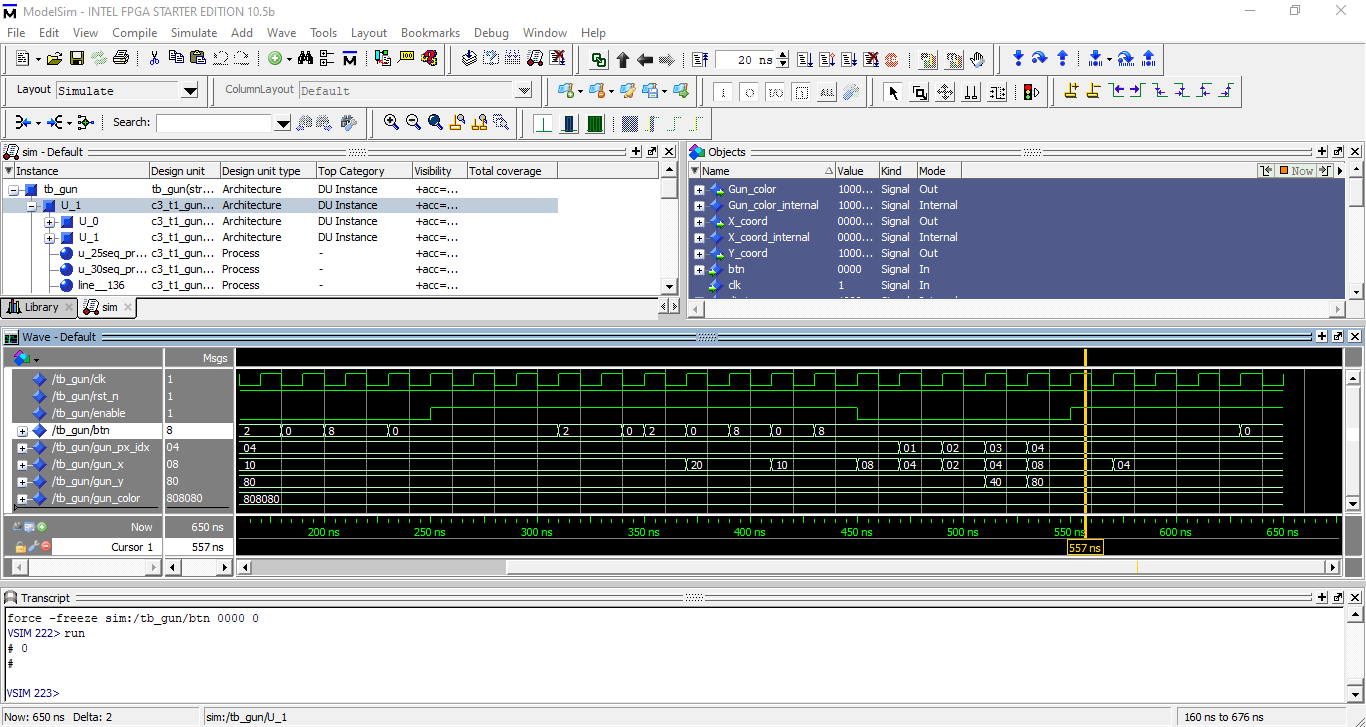 ModelSim - INTEL FPGA STARTER EDITION 10.5b
File Edit View Compile Simulate Add Wave Tools Layout Bookmarks Debug Window Help
20 ns
Layout Simulate ColumnLayout Default
Search:
sim - Default
Instance Design unit Design unit type Top Category Visibility Total coverage
tb_gun tb_gun(str... Architecture DU Instance +acc=...
U_1 c3_t1_gun... Architecture DU Instance +acc=...
U_0 c3_t1_gun... Architecture DU Instance +acc=...
U_1 c3_t1_gun... Architecture DU Instance +acc=...
u_25seq_pr... c3_t1_gun... Process - +acc=...
u_30seq_pr... c3_t1_gun... Process - +acc=...
line__136 c3_t1_gun... Process - +acc=...
Library sim
Objects
Name Value Kind Mode Now
Gun_color 1000... Signal Out
Gun_color_internal 1000... Signal Internal
X_coord 0000... Signal Out
X_coord_internal 0000... Signal Internal
Y_coord 1000... Signal Out
btn 0000 Signal In
clk 1 Signal In
Wave - Default
Msgs
/tb_gun/clk 1
/tb_gun/rst_n 1
/tb_gun/enable 1
/tb_gun/btn 8 2 0 8 0 2 0 2 0 8 0 8 0
/tb_gun/gun_px_idx 04 04 01 02 03 04
/tb_gun/gun_x 08 10 20 10 08 04 02 04 08 04
/tb_gun/gun_y 80 80 40 80
/tb_gun/gun_color 808080 808080
Now 650 ns 200 ns 250 ns 300 ns 350 ns 400 ns 450 ns 500 ns 550 ns 600 ns 650 ns
Cursor 1 557 ns 557 ns
Transcript
force -freeze sim:/tb_gun/btn 0000 0
VSIM 222> run
# 0
#
VSIM 223>
Now: 650 ns Delta: 2 sim:/tb_gun/U_1 160 ns to 676 ns